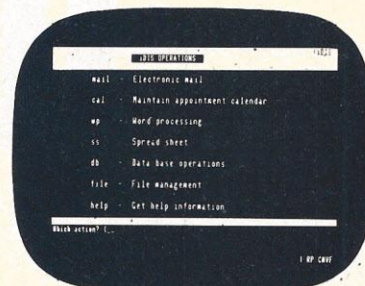 iDIS OPERATIONS
mail - Electronic mail
cal - Maintain appointment calendar
wp - Word processing
ss - Spread sheet
db - Data base operations
file - File management
help - Get help information
Which action? [_